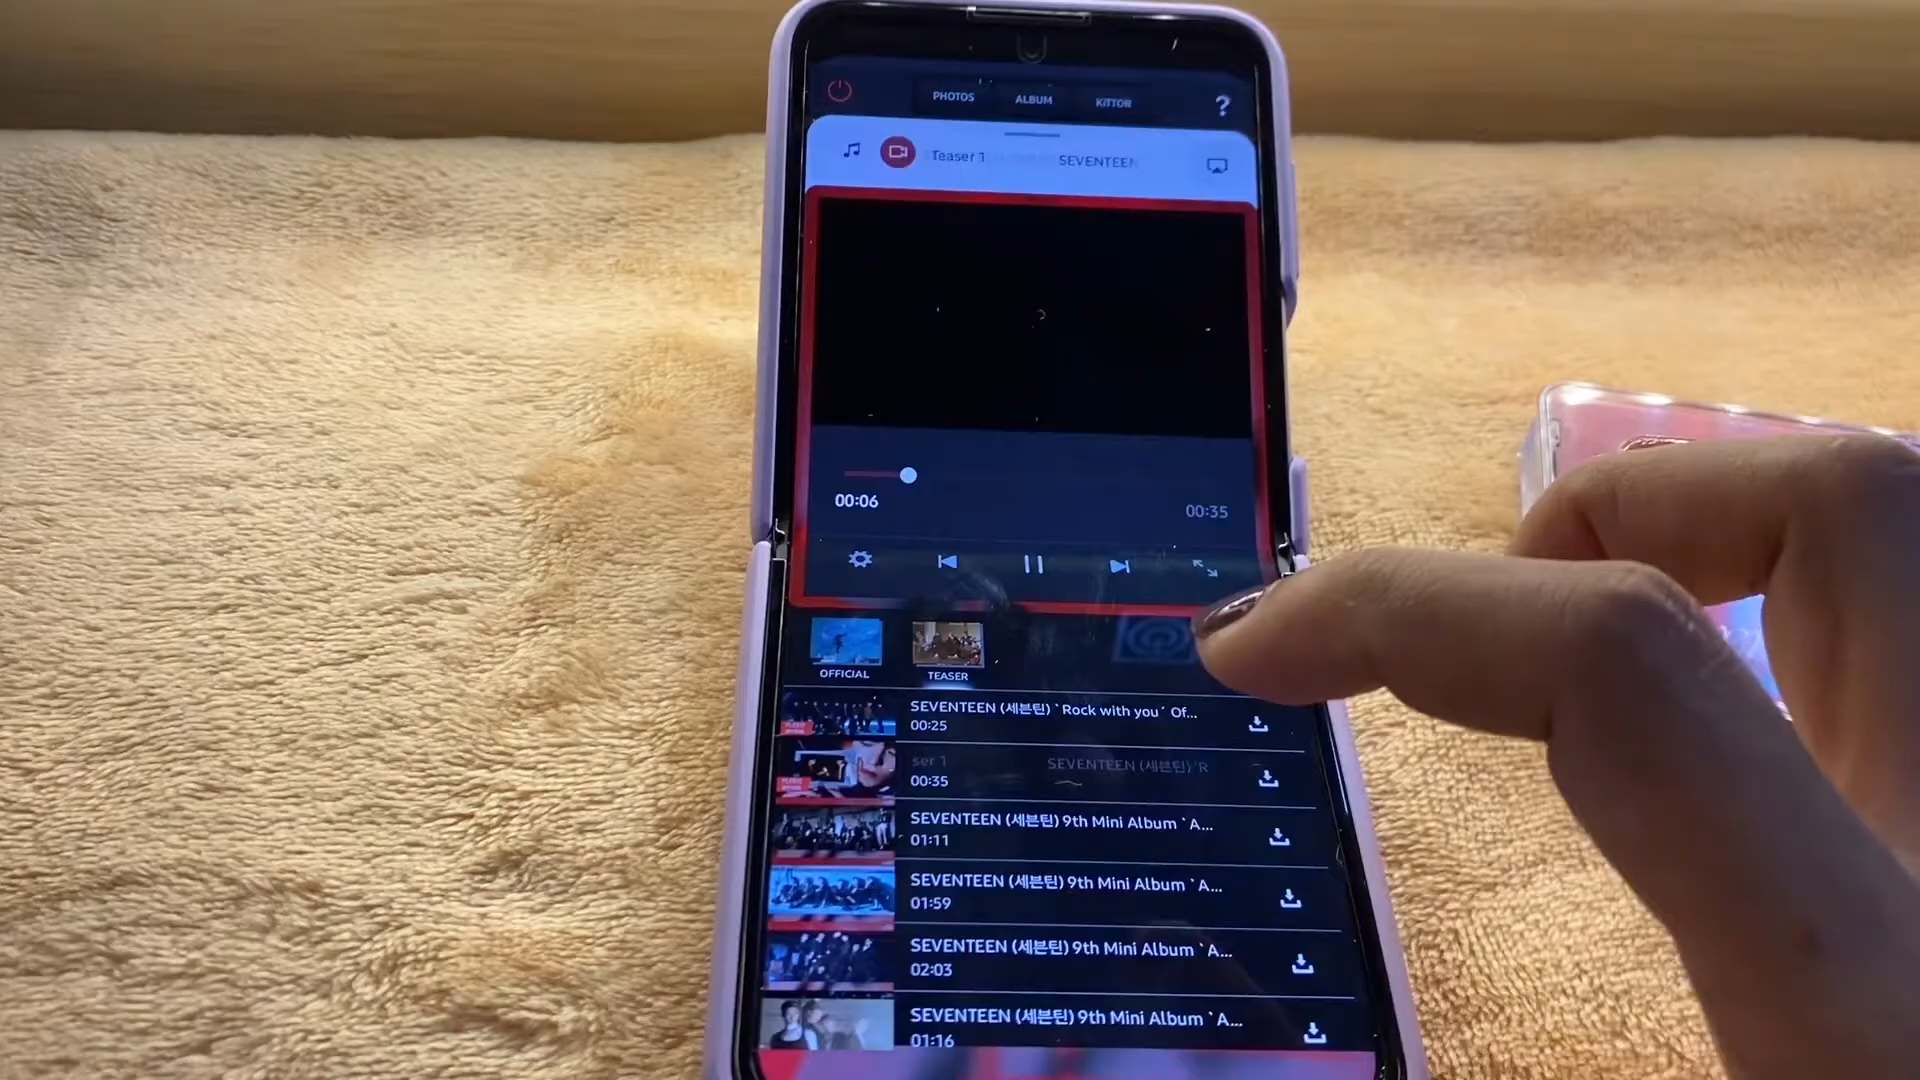 PHOTOS ALBUM KiTTOR ?
Teaser 1 SEVENTEEN
00:06 00:35
OFFICIAL TEASER
SEVENTEEN (세븐틴) `Rock with you´ Of...
00:25
ser 1 SEVENTEEN (세븐틴) 'R
00:35
SEVENTEEN (세븐틴) 9th Mini Album `A...
01:11
SEVENTEEN (세븐틴) 9th Mini Album `A...
01:59
SEVENTEEN (세븐틴) 9th Mini Album `A...
02:03
SEVENTEEN (세븐틴) 9th Mini Album `A...
01:16